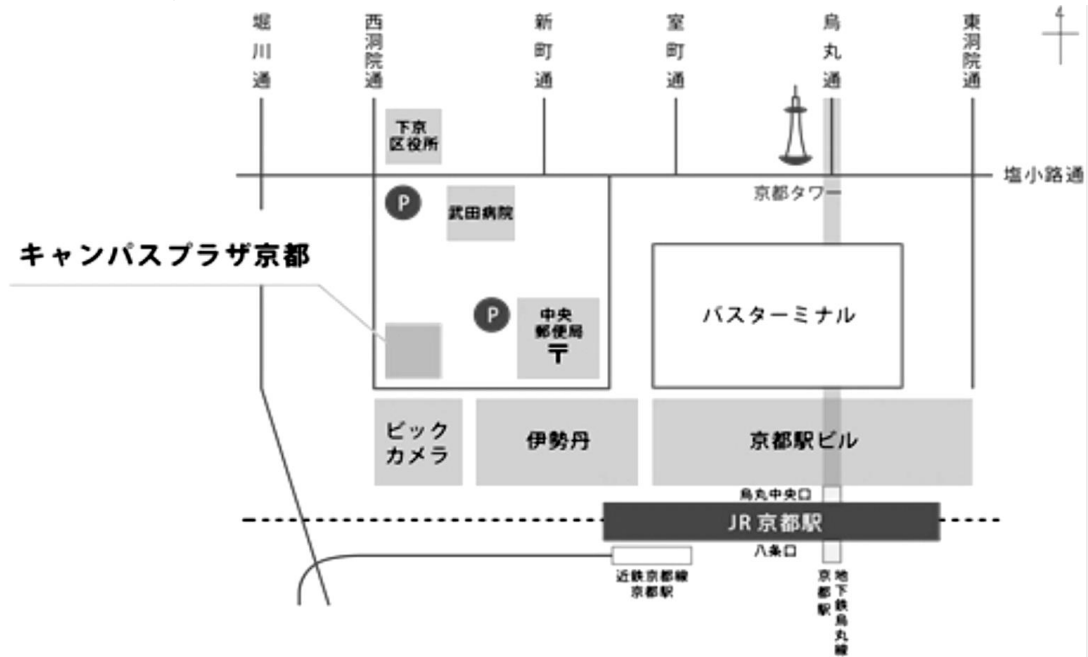 堀川通
西洞院通
新町通
室町通
烏丸通
東洞院通
4
下京
区役所
塩小路通
P
武田病院
京都タワー
キャンパスプラザ京都
P
中央
郵便局
〒
バスターミナル
ビック
カメラ
伊勢丹
京都駅ビル
烏丸中央口
JR 京都駅
八条口
近鉄京都線
京都駅
地下鉄烏丸線
京都駅